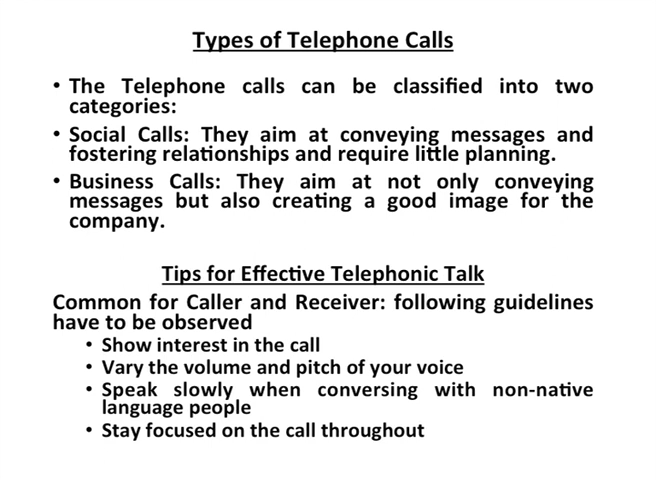 Types of Telephone Calls
• The Telephone calls can be classified into two
categories:
• Social Calls: They aim at conveying messages and
fostering relationships and require little planning.
• Business Calls: They aim at not only conveying
messages but also creating a good image for the
company.
Tips for Effective Telephonic Talk
Common for Caller and Receiver: following guidelines
have to be observed
• Show interest in the call
• Vary the volume and pitch of your voice
• Speak slowly when conversing with non-native
language people
• Stay focused on the call throughout